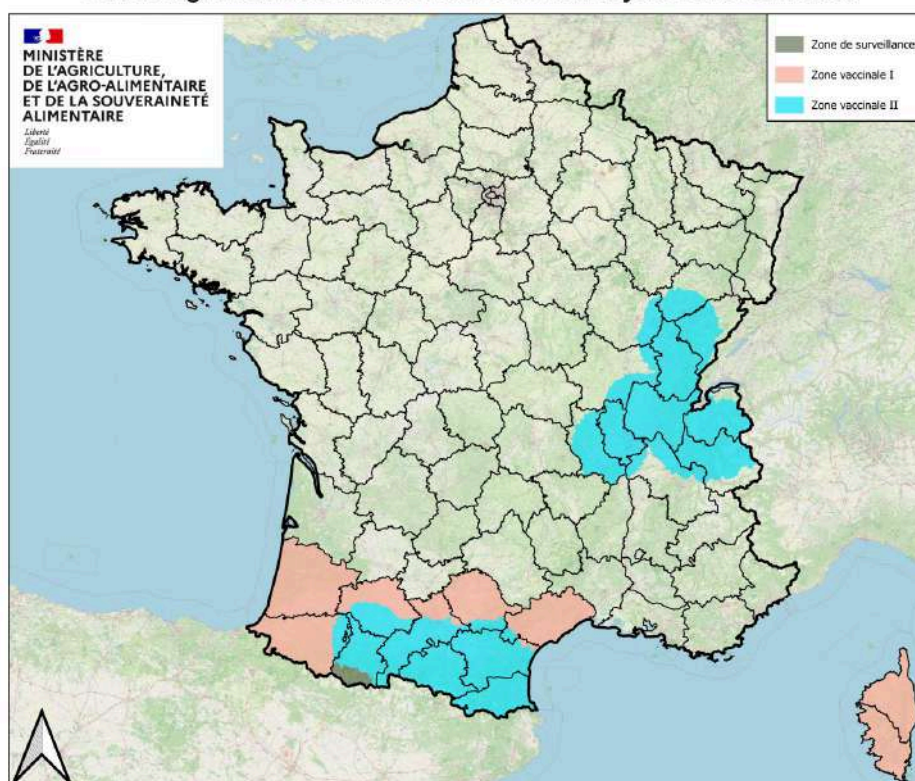 MINISTÈRE
DE L'AGRICULTURE,
DE L'AGRO-ALIMENTAIRE
ET DE LA SOUVERAINETÉ
ALIMENTAIRE
Liberté
Égalité
Fraternité
Zone de surveillance
Zone vaccinale I
Zone vaccinale II